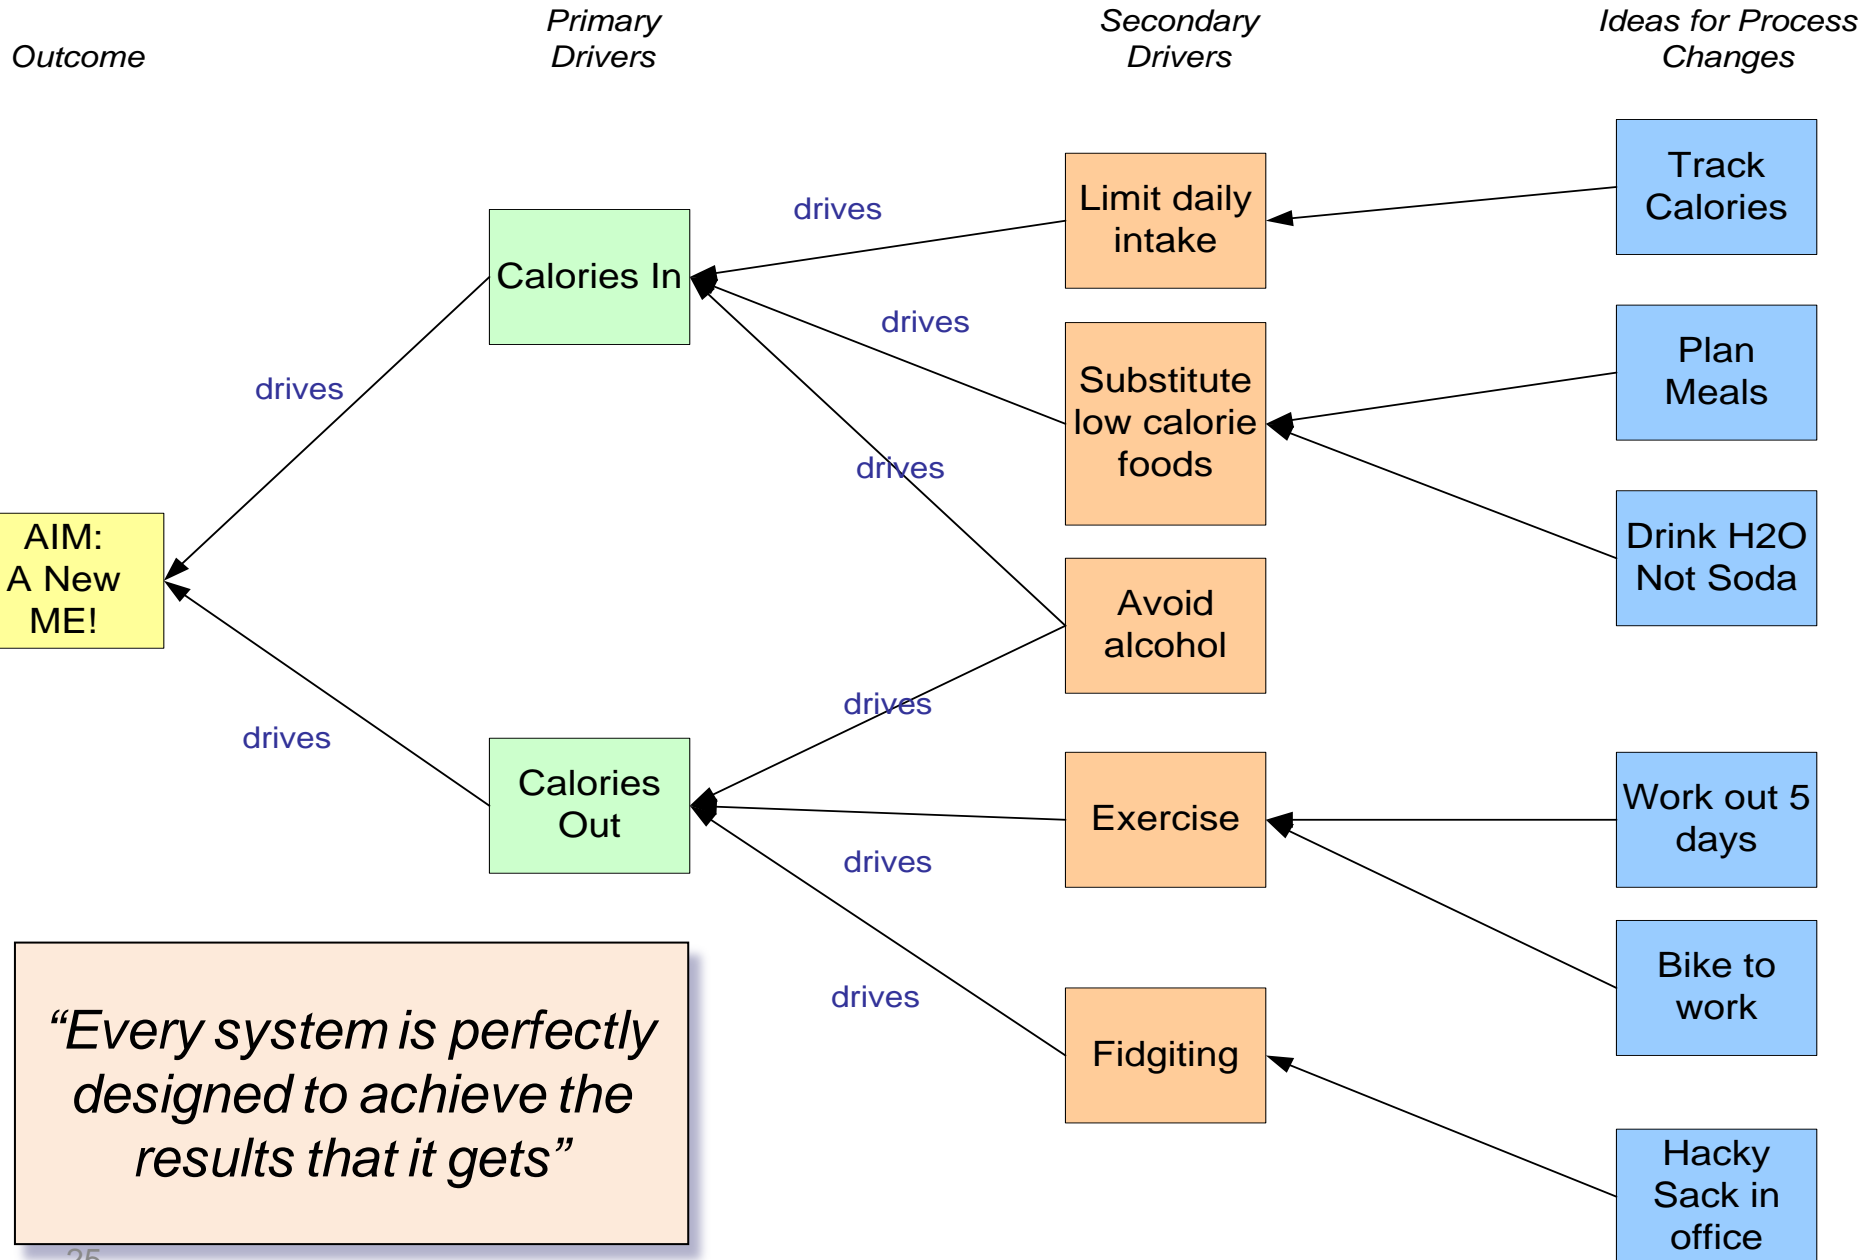 Outcome
Primary
Drivers
Secondary
Drivers
Ideas for Process
Changes
Track
Calories
Limit daily
intake
drives
Calories In
drives
Plan
Meals
Substitute
low calorie
foods
drives
drives
Drink H2O
Not Soda
AIM:
A New
ME!
Avoid
alcohol
drives
drives
Calories
Out
Exercise
Work out 5
days
drives
Bike to
work
drives
Fidgiting
Hacky
Sack in
office
“Every system is perfectly
designed to achieve the
results that it gets”
25